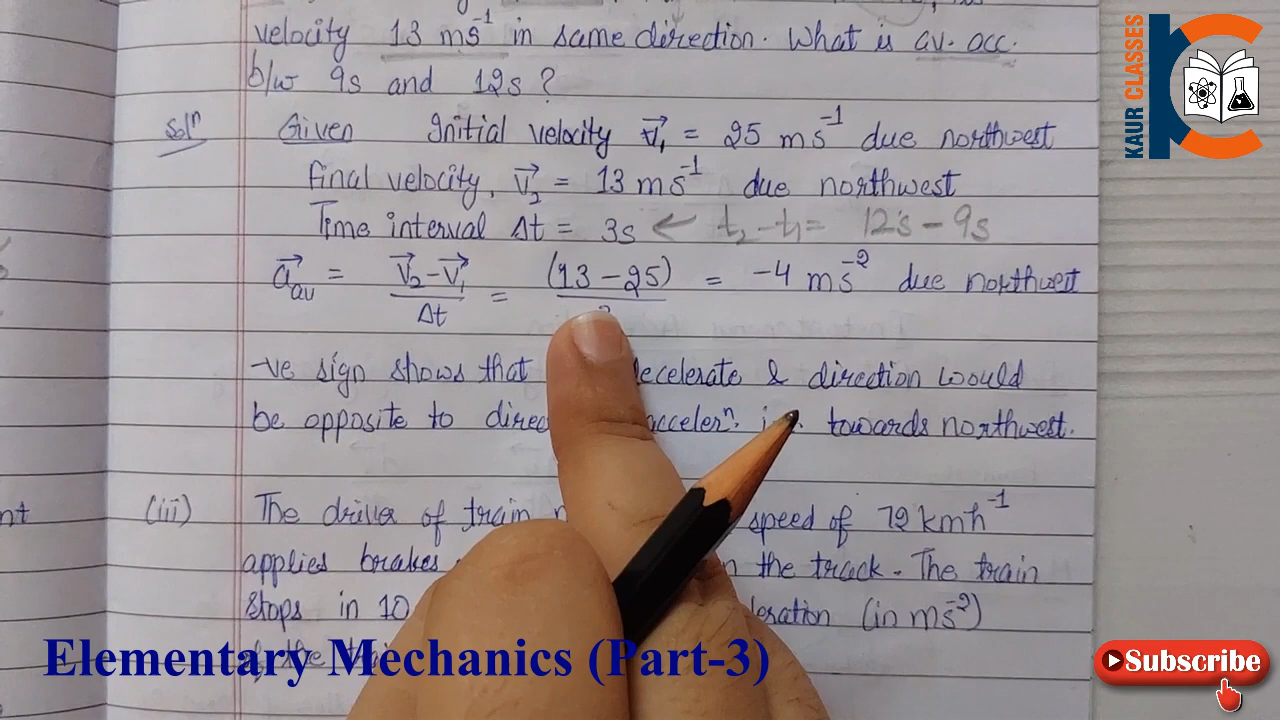 velocity 13 ms⁻¹ in same direction. What is av. acc.
b/w 9s and 12s ?
Solⁿ Given Initial velocity v⃗₁ = 25 ms⁻¹ due northwest
final velocity, v⃗₂ = 13 ms⁻¹ due northwest
Time interval Δt = 3s ← t₂ - t₁ = 12s - 9s
a⃗av = v⃗₂ - v⃗₁ / Δt = (13 - 25) = -4 ms⁻² due northwest
-ve sign shows that decelerate & direction would
be opposite to acceleⁿ. towards northwest.
(iii) The driver of train speed of 72 kmh⁻¹
applies brakes the track. The train
stops in 10 (in ms⁻²)
nt
KAUR CLASSES
Elementary Mechanics (Part-3)
Subscribe